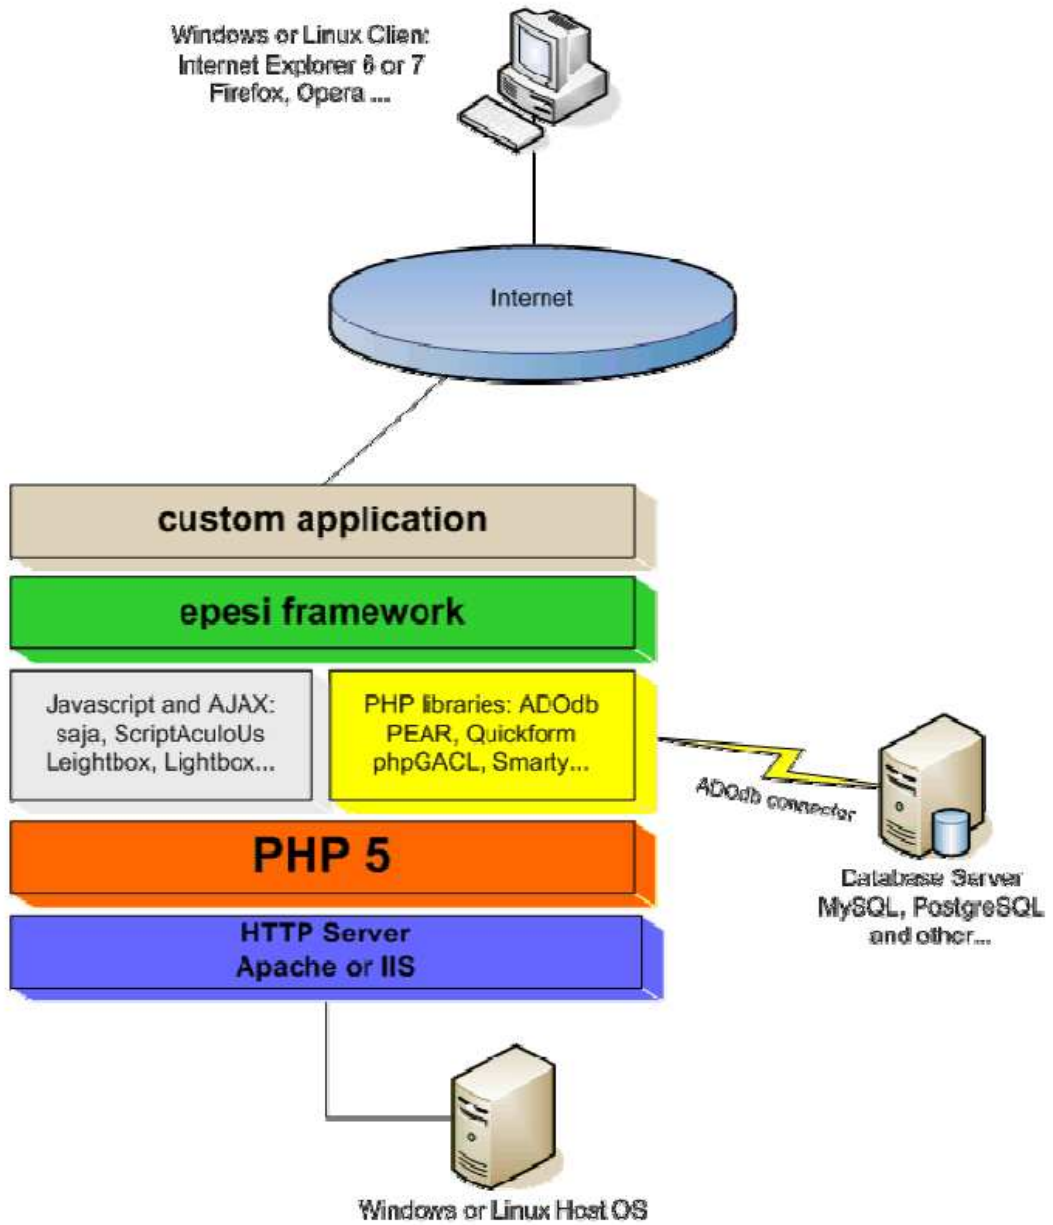 Windows or Linux Client:
Internet Explorer 6 or 7
Firefox, Opera ...
Internet
custom application
epesi framework
Javascript and AJAX:
saja, ScriptAculoUs
Leightbox, Lightbox...
PHP libraries: ADOdb
PEAR, Quickform
phpGACL, Smarty...
ADOdb connector
Database Server
MySQL, PostgreSQL
and other...
PHP 5
HTTP Server
Apache or IIS
Windows or Linux Host OS